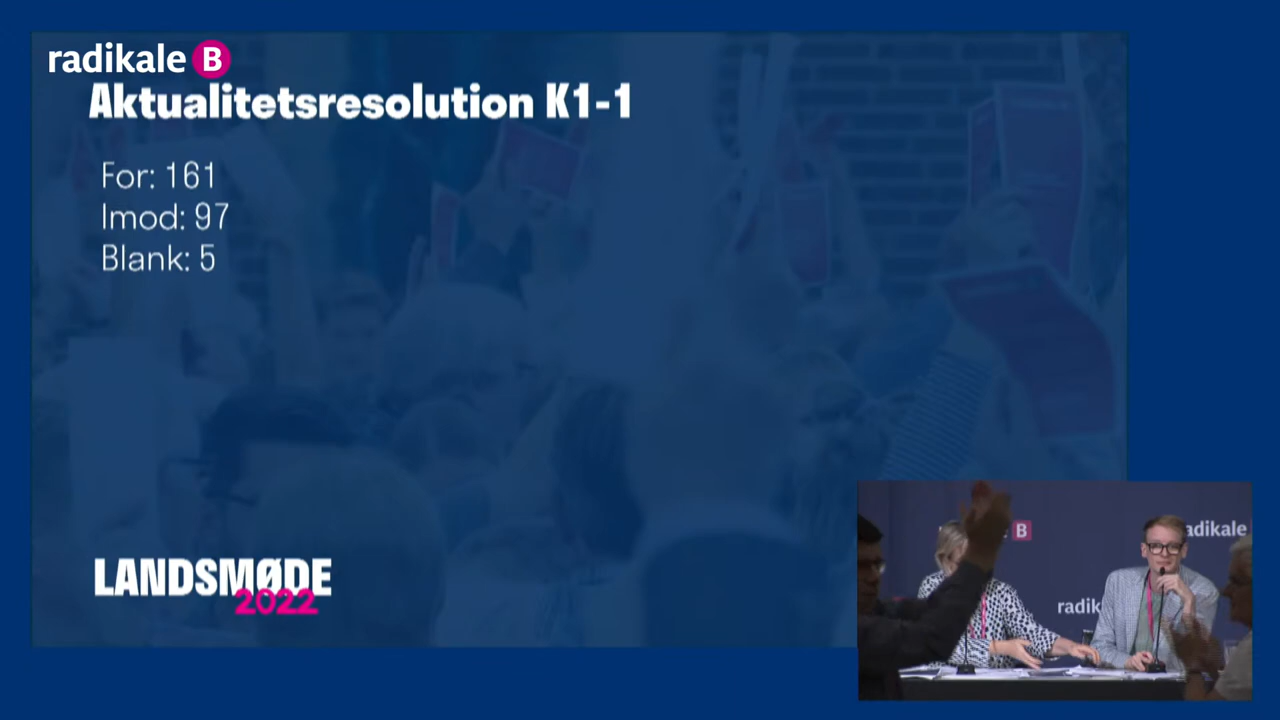 radikale B
Aktualitetsresolution K1-1
For: 161
Imod: 97
Blank: 5
LANDSMØDE
2022
B
radikale
radik